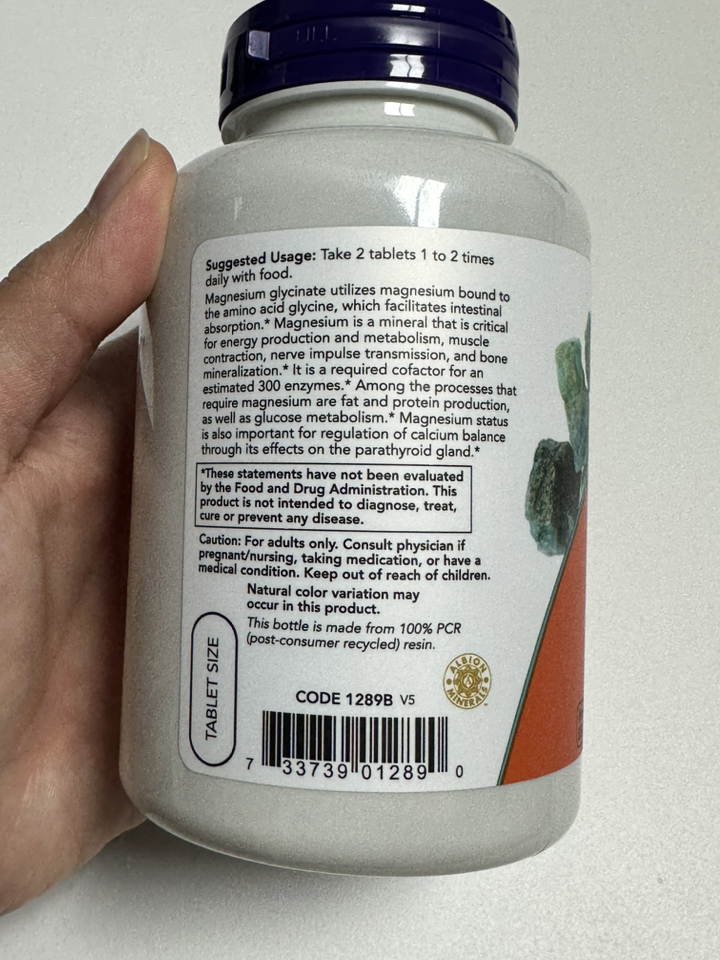 Suggested Usage: Take 2 tablets 1 to 2 times
daily with food.
Magnesium glycinate utilizes magnesium bound to
the amino acid glycine, which facilitates intestinal
absorption.* Magnesium is a mineral that is critical
for energy production and metabolism, muscle
contraction, nerve impulse transmission, and bone
mineralization.* It is a required cofactor for an
estimated 300 enzymes.* Among the processes that
require magnesium are fat and protein production,
as well as glucose metabolism.* Magnesium status
is also important for regulation of calcium balance
through its effects on the parathyroid gland.*
*These statements have not been evaluated
by the Food and Drug Administration. This
product is not intended to diagnose, treat,
cure or prevent any disease.
Caution: For adults only. Consult physician if
pregnant/nursing, taking medication, or have a
medical condition. Keep out of reach of children.
Natural color variation may
occur in this product.
This bottle is made from 100% PCR
(post-consumer recycled) resin.
TABLET SIZE
ALBION
MINERALS
CODE 1289B V5
7 33739 01289 0